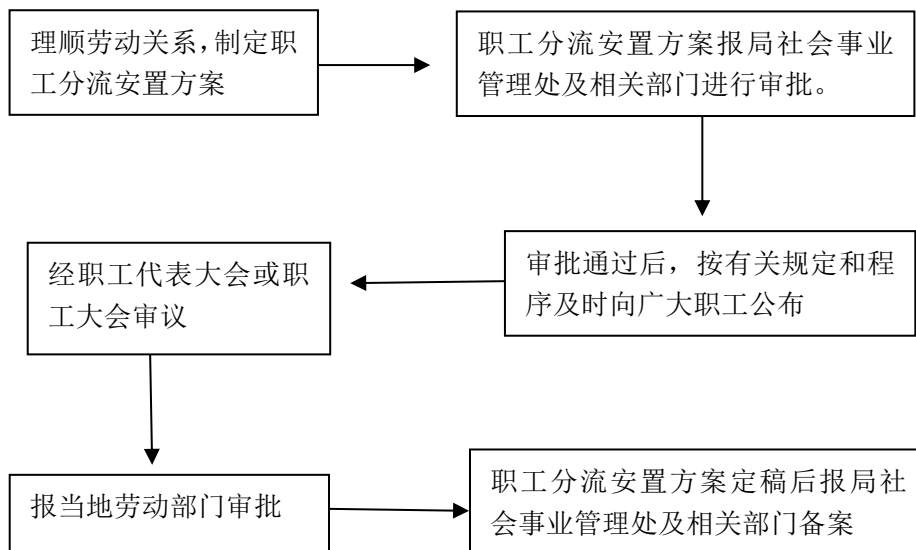 理顺劳动关系，制定职
工分流安置方案
职工分流安置方案报局社会事业
管理处及相关部门进行审批。
审批通过后，按有关规定和程
序及时向广大职工公布
经职工代表大会或职
工大会审议
报当地劳动部门审批
职工分流安置方案定稿后报局社
会事业管理处及相关部门备案